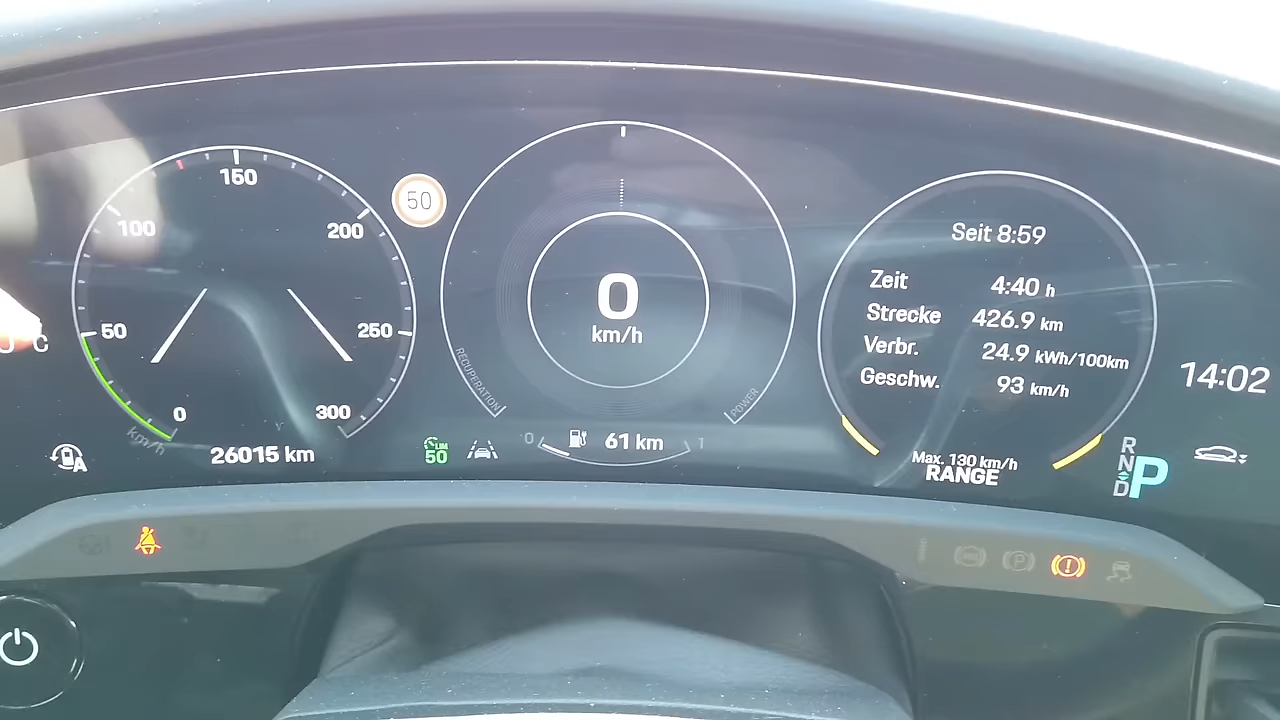 150
100
200
50
250
0
300
km/h
26015 km
50
0
km/h
RECUPERATION
POWER
LIM
50
0
61 km
1
Seit 8:59
Zeit 4:40 h
Strecke 426.9 km
Verbr. 24.9 kWh/100km
Geschw. 93 km/h
Max. 130 km/h
RANGE
14:02
R
N
D
P
A
C
P